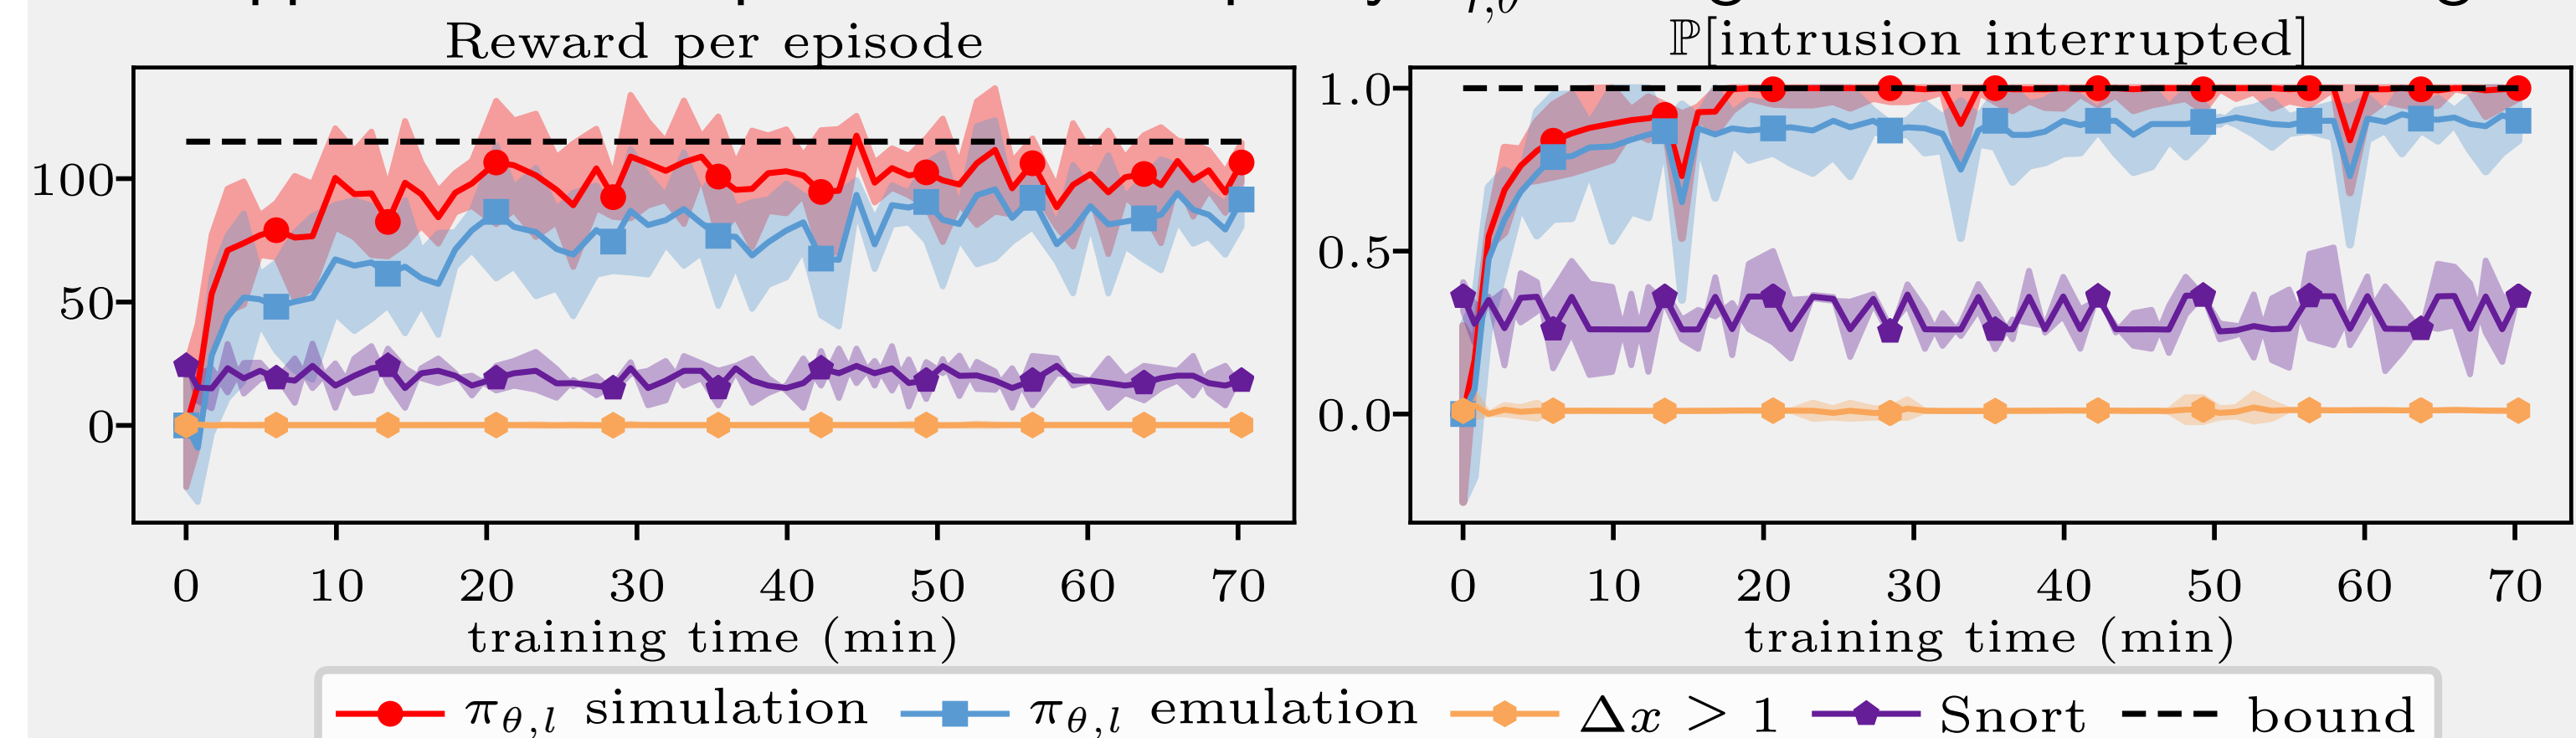 Reward per episode
ℙ[intrusion interrupted]
100
50
0
1.0
0.5
0.0
0 10 20 30 40 50 60 70
0 10 20 30 40 50 60 70
training time (min)
training time (min)
π_θ,l simulation π_θ,l emulation Δx > 1 Snort bound